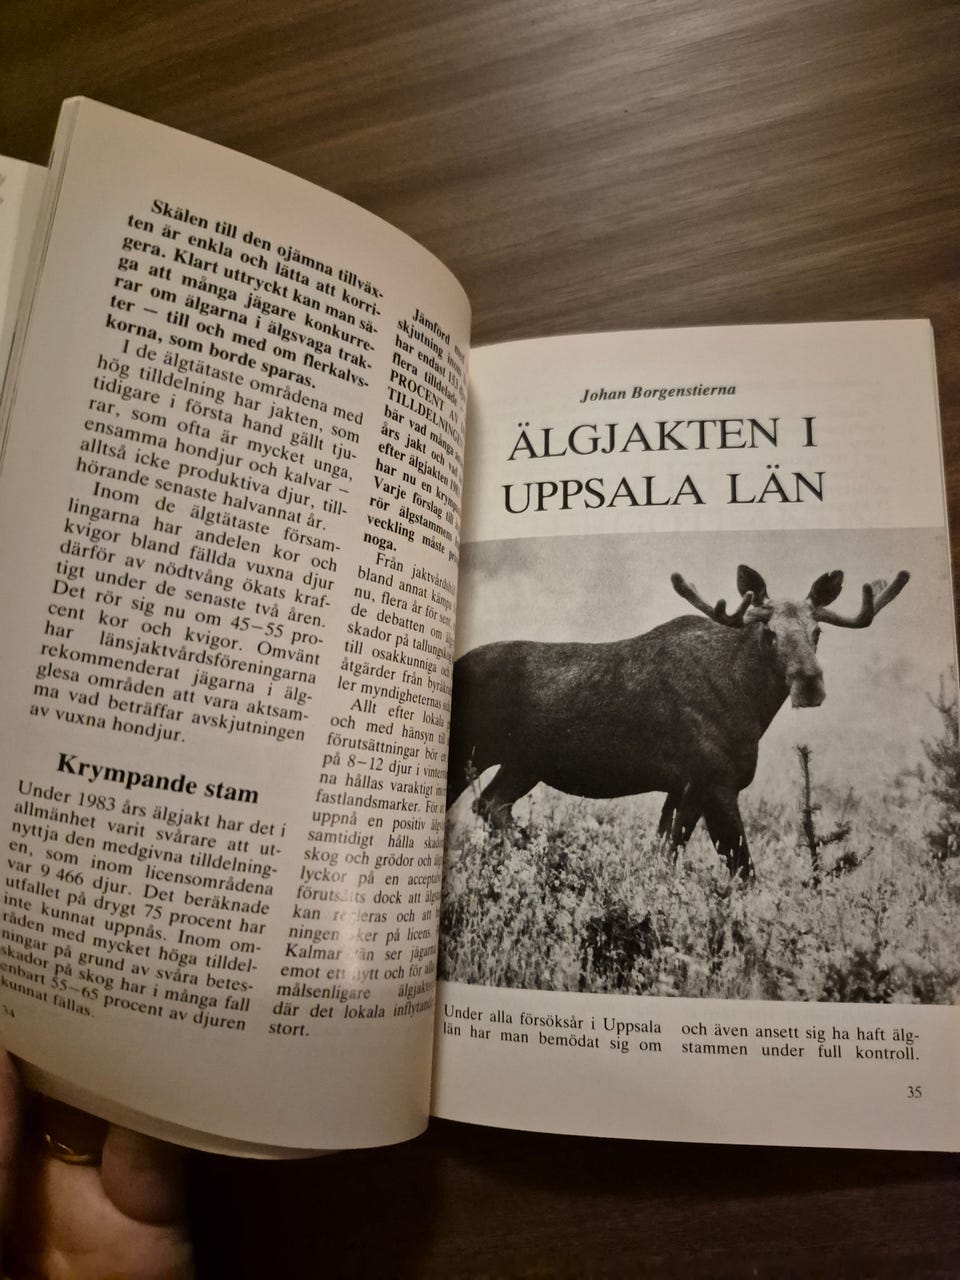 Skälen till den ojämna tillväx-
ten är enkla och lätta att korri-
gera. Klart uttryckt kan man sä-
ga att många jägare konkurre-
rar om älgarna i älgsvaga trak-
ter — till och med om flerkalvs-
korna, som borde sparas.
I de älgtätaste områdena med
hög tilldelning har jakten, som
tidigare i första hand gällt tju-
rar, som ofta är mycket unga,
ensamma hondjur och kalvar —
alltså icke produktiva djur, till-
hörande senaste halvannat år.
Inom de älgtätaste försam-
lingarna har andelen kor och
kvigor bland fällda vuxna djur
därför av nödtvång ökats kraf-
tigt under de senaste två åren.
Det rör sig nu om 45—55 pro-
cent kor och kvigor. Omvänt
har länsjaktvårdsföreningarna
rekommenderat jägarna i älg-
glesa områden att vara aktsam-
ma vad beträffar avskjutningen
av vuxna hondjur.
Krympande stam
Under 1983 års älgjakt har det i
allmänhet varit svårare att ut-
nyttja den medgivna tilldelning-
en, som inom licensområdena
var 9 466 djur. Det beräknade
utfallet på drygt 75 procent har
inte kunnat uppnås. Inom om-
råden med mycket höga tilldel-
ningar på grund av svåra betes-
skador på skog har i många fall
enbart 55—65 procent av djuren
kunnat fällas.
34
Jämförd med
skjutning inom
har endast
flera tilldelade
PROCENT AV
TILLDELNINGEN
bär vad många
års jakt och vad
efter älgjakten
har nu en
Varje förslag till
rör älgstammens
veckling måste
noga.
Från
bland annat
nu, flera år för sent,
de debatten om
skador på
till osakkunniga och
åtgärder från
ler myndigheternas
Allt efter lokala
och med hänsyn till
förutsättningar bör en
på 8—12 djur i
na hållas varaktigt
fastlandsmarker. För att
uppnå en positiv
samtidigt hålla
skog och grödor och
lyckor på en
förutsätts dock att
kan regleras och att
ningen sker på licens.
Kalmar län ser jägarna
emot ett nytt och för
målsenligare
där det lokala
stort.
Johan Borgenstierna
ÄLGJAKTEN I
UPPSALA LÄN
Under alla försöksår i Uppsala
län har man bemödat sig om
och även ansett sig ha haft älg-
stammen under full kontroll.
35